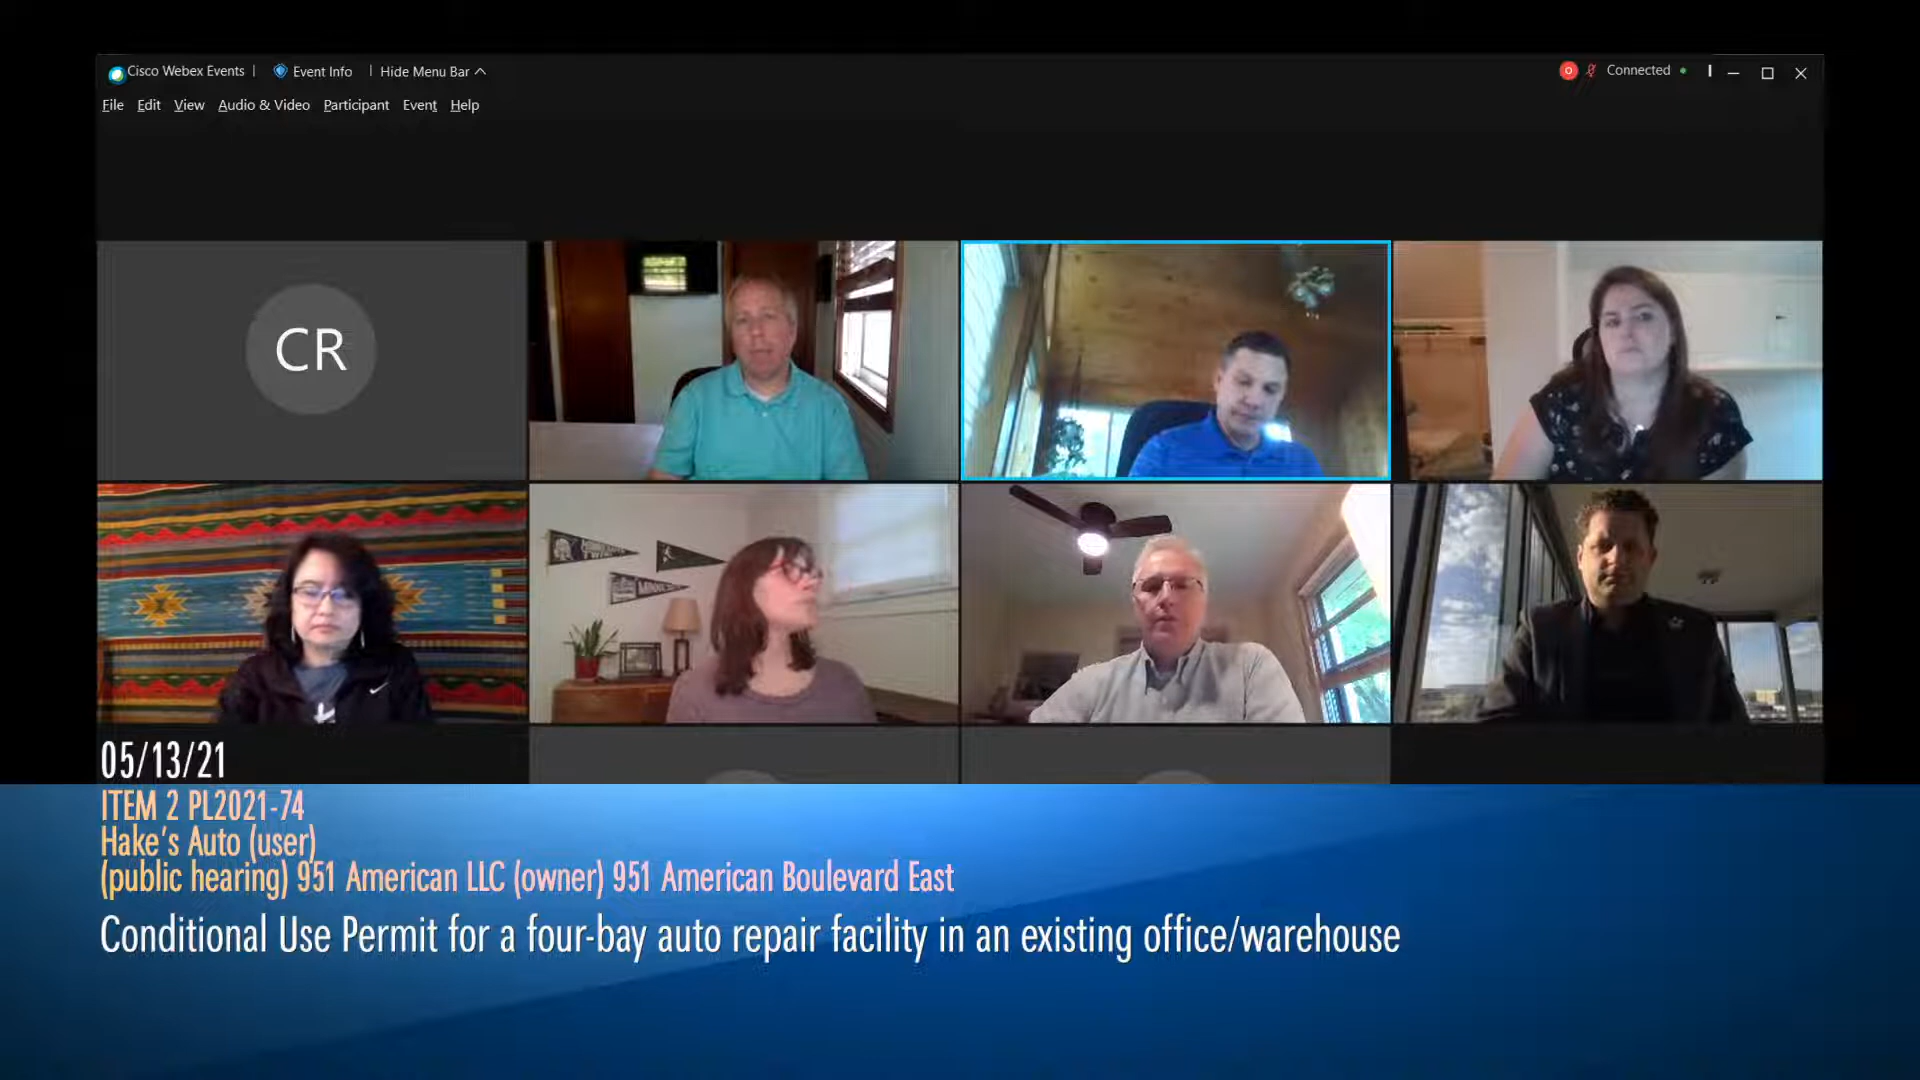 Cisco Webex Events | Event Info | Hide Menu Bar
Connected
File Edit View Audio & Video Participant Event Help
CR
MINNE
05/13/21
ITEM 2 PL2021-74
Hake's Auto (user)
(public hearing) 951 American LLC (owner) 951 American Boulevard East
Conditional Use Permit for a four-bay auto repair facility in an existing office/warehouse